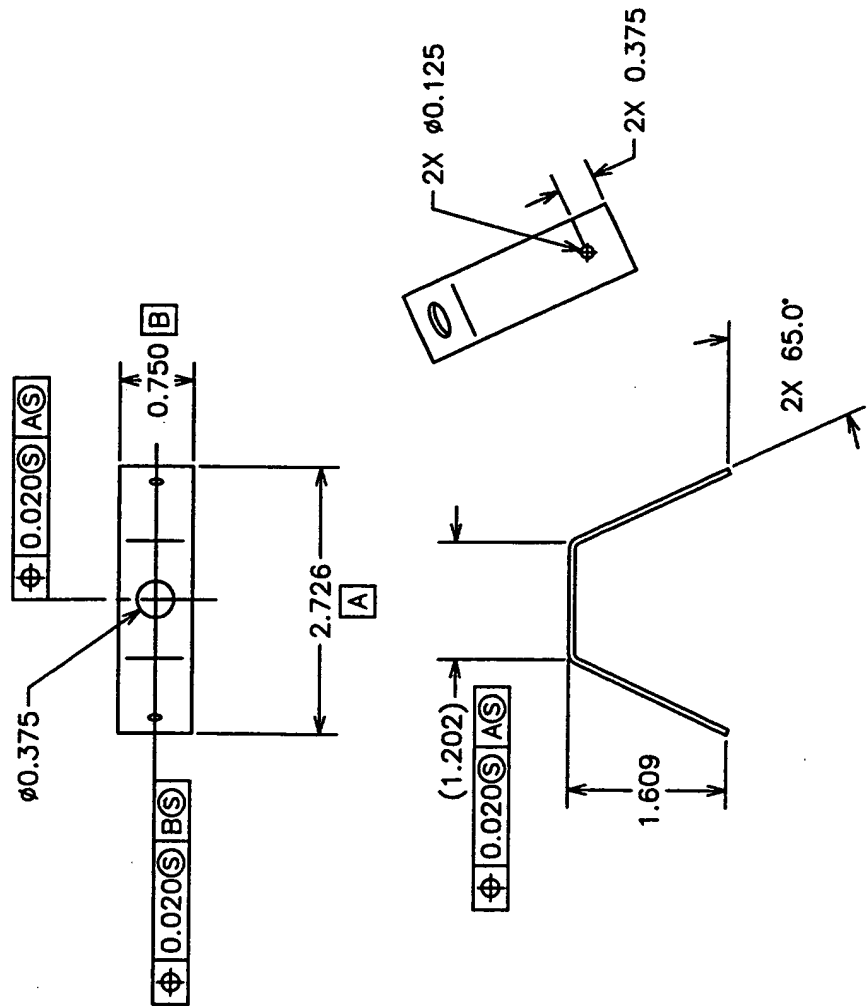 ⌖ 0.020Ⓢ AⓈ
ø0.375
0.750 B
2.726
A
⌖ 0.020Ⓢ BⓈ
2X ø0.125
2X 0.375
(1.202)
⌖ 0.020Ⓢ AⓈ
1.609
2X 65.0°